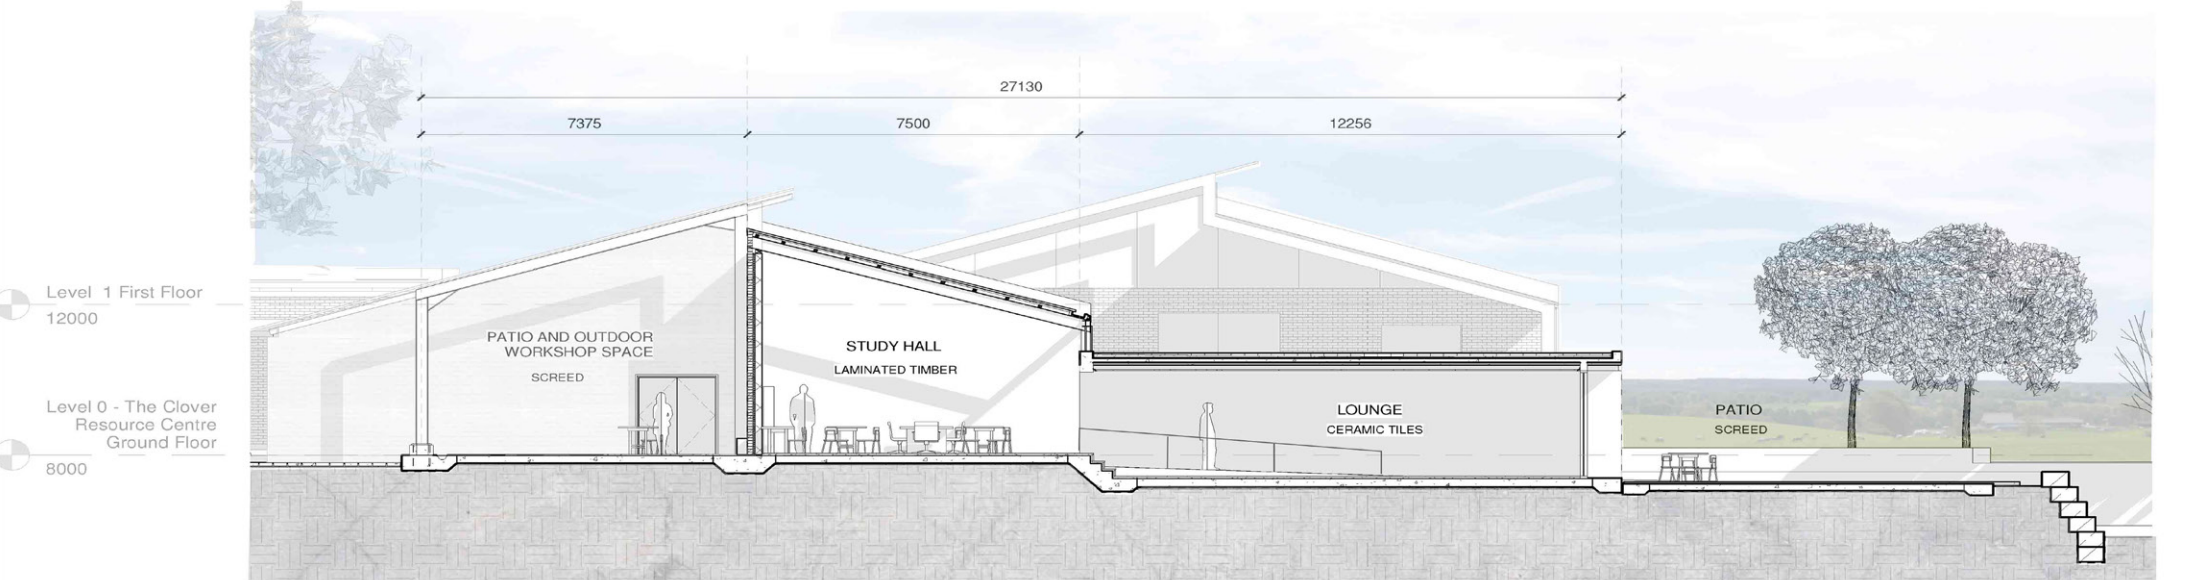 27130
7375
7500
12256
Level 1 First Floor
12000
PATIO AND OUTDOOR
WORKSHOP SPACE
SCREED
STUDY HALL
LAMINATED TIMBER
Level 0 - The Clover
Resource Centre
Ground Floor
8000
LOUNGE
CERAMIC TILES
PATIO
SCREED